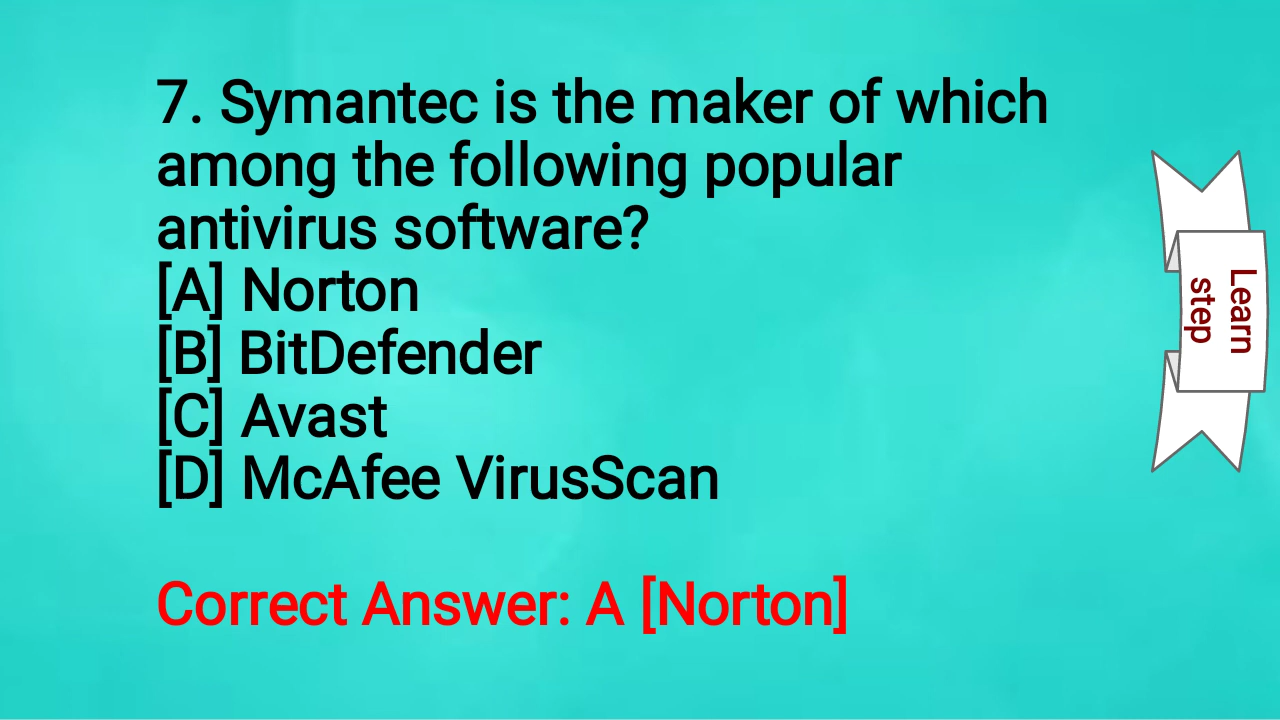 7. Symantec is the maker of which
among the following popular
antivirus software?
[A] Norton
[B] BitDefender
[C] Avast
[D] McAfee VirusScan
Correct Answer: A [Norton]
Learn
step